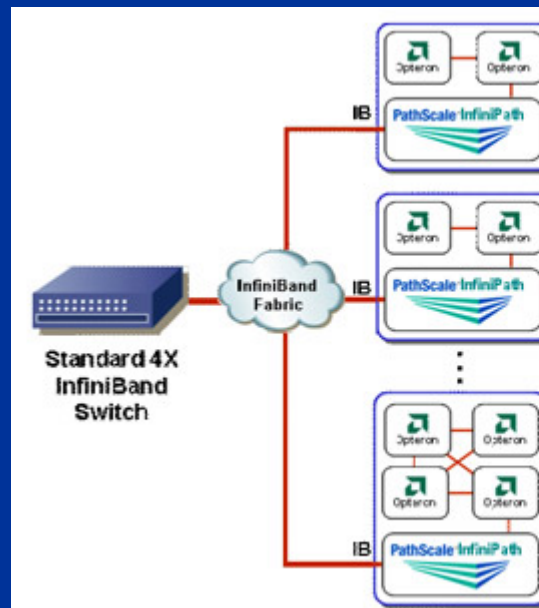 Opteron Opteron
IB PathScale InfiniPath
Opteron Opteron
InfiniBand
Fabric
IB PathScale InfiniPath
Standard 4X
InfiniBand
Switch
Opteron Opteron
Opteron Opteron
IB PathScale InfiniPath